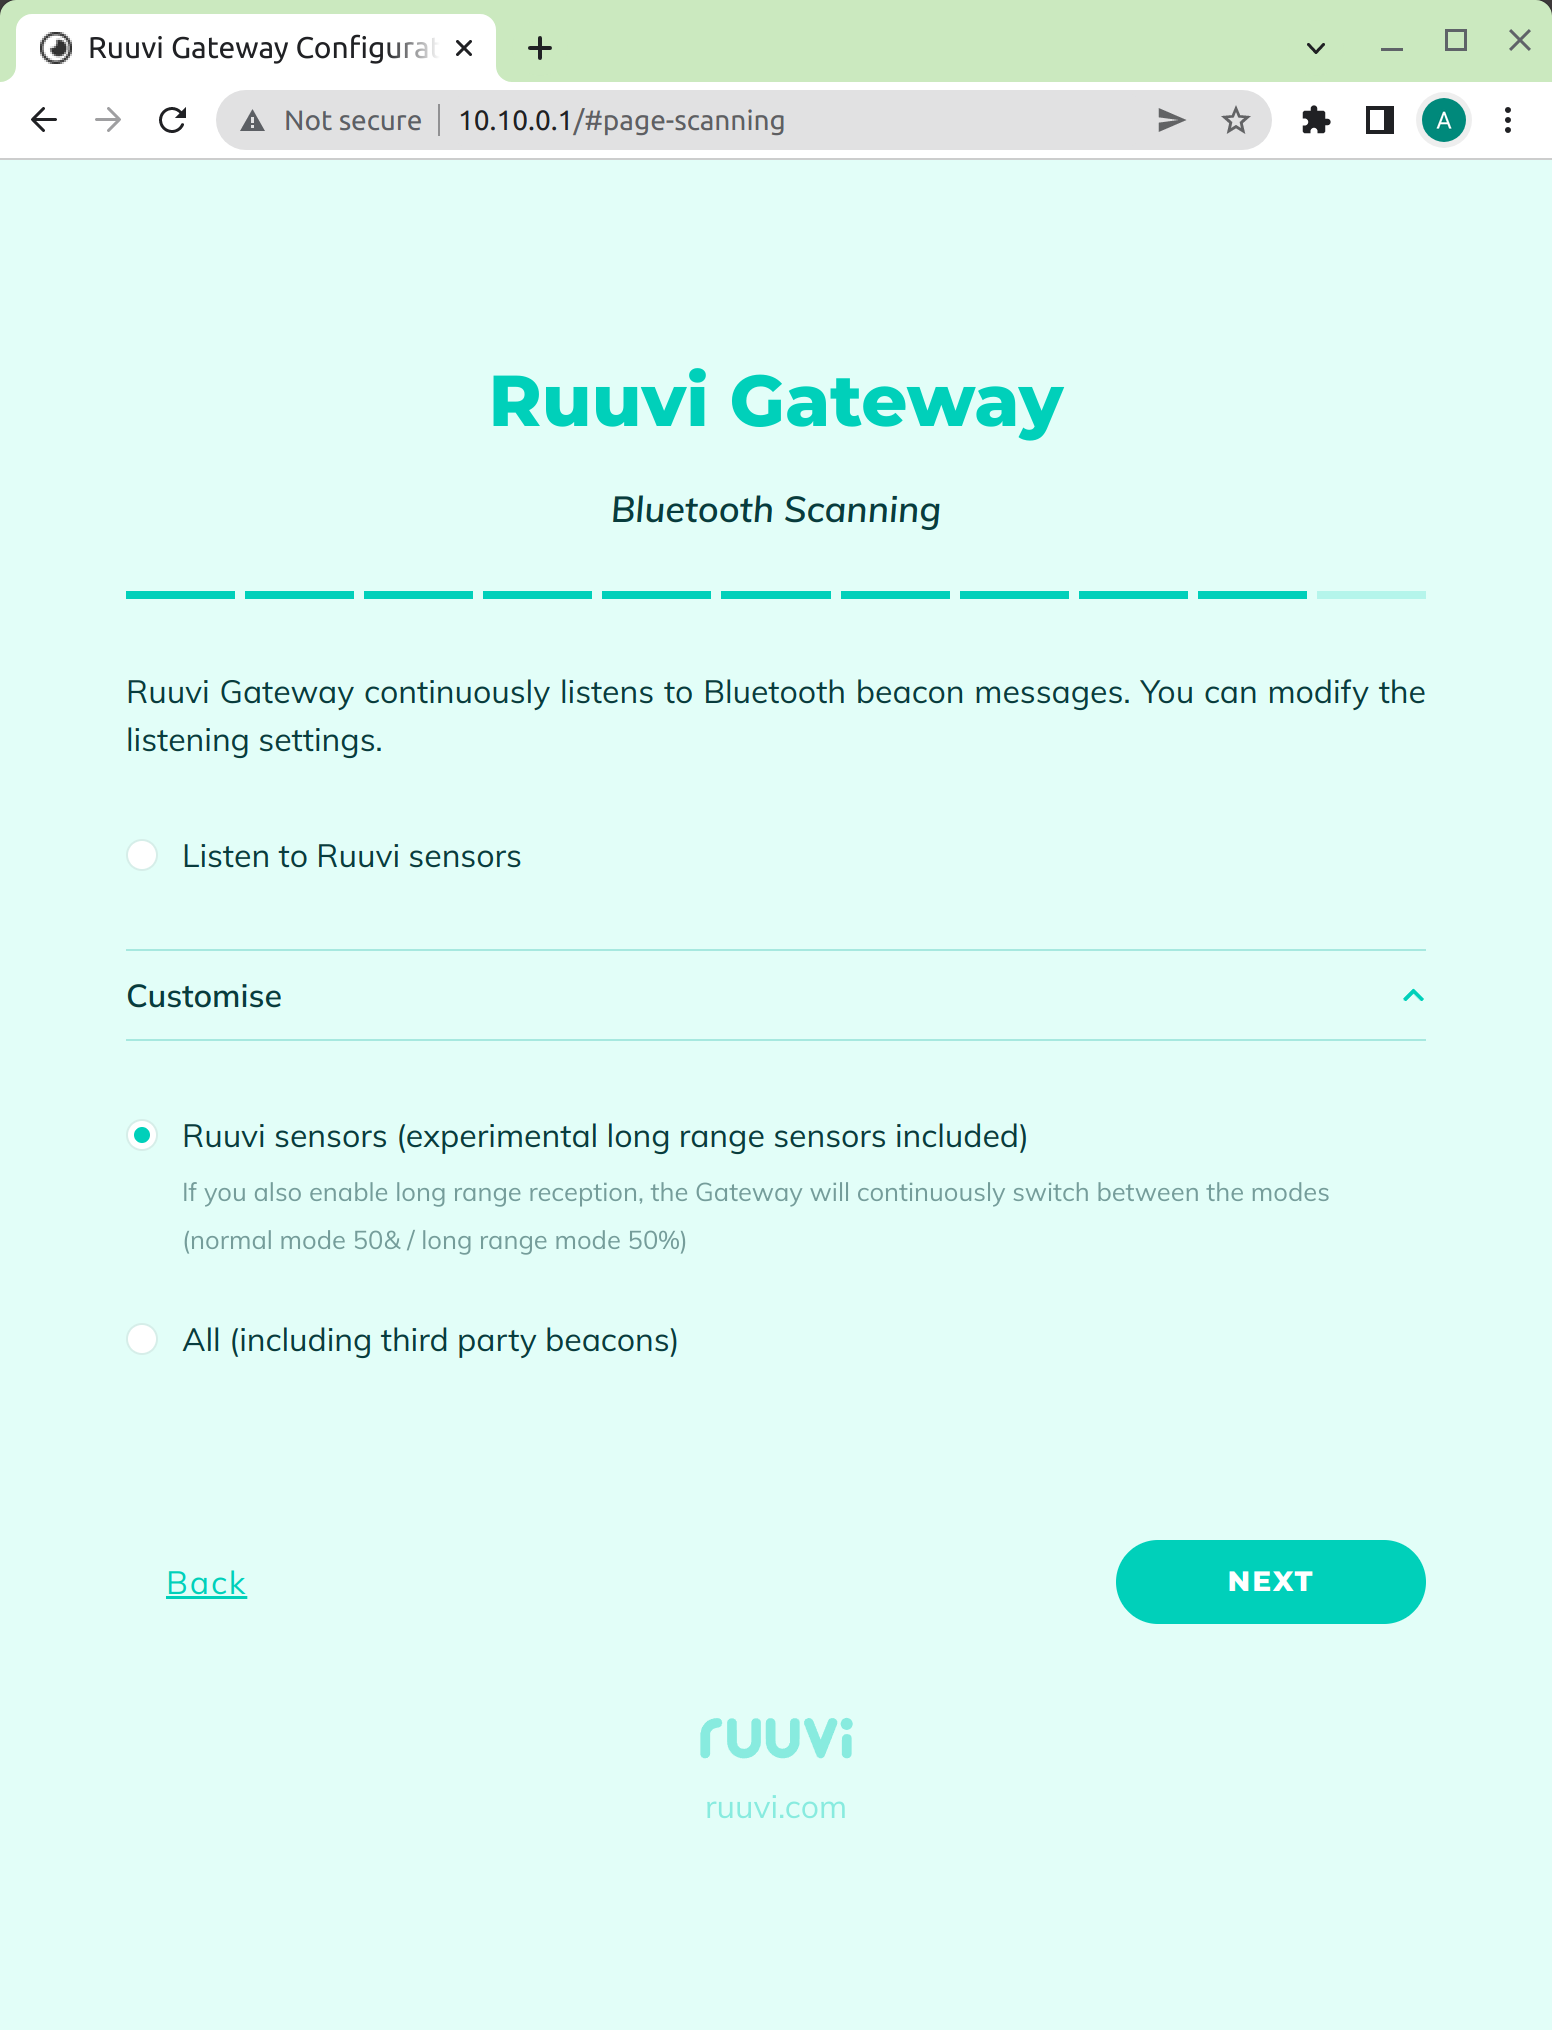 Ruuvi Gateway Configurat
Not secure 10.10.0.1/#page-scanning
A
Ruuvi Gateway
Bluetooth Scanning
Ruuvi Gateway continuously listens to Bluetooth beacon messages. You can modify the
listening settings.
Listen to Ruuvi sensors
Customise
Ruuvi sensors (experimental long range sensors included)
If you also enable long range reception, the Gateway will continuously switch between the modes
(normal mode 50& / long range mode 50%)
All (including third party beacons)
Back
NEXT
ruuvi
ruuvi.com